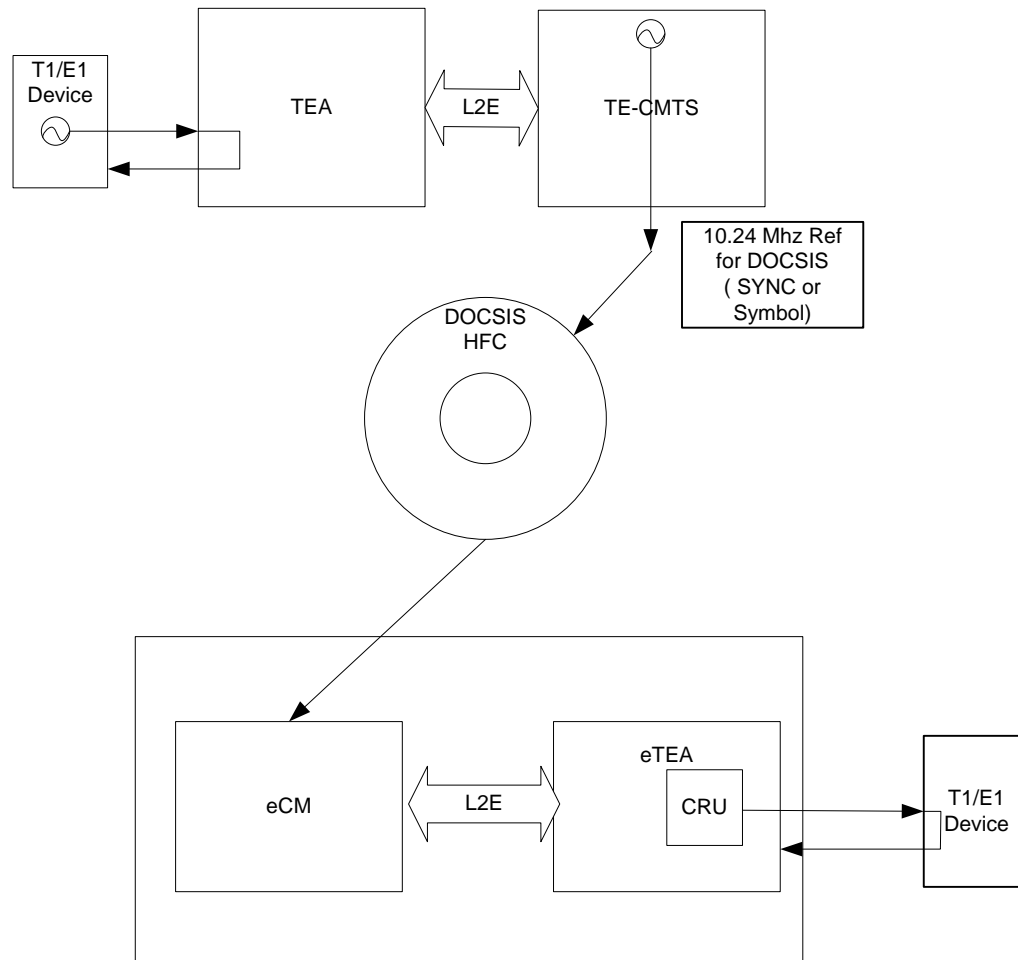 T1/E1
Device
TEA
L2E
TE-CMTS
10.24 Mhz Ref
for DOCSIS
( SYNC or
Symbol)
DOCSIS
HFC
eCM
L2E
eTEA
CRU
T1/E1
Device